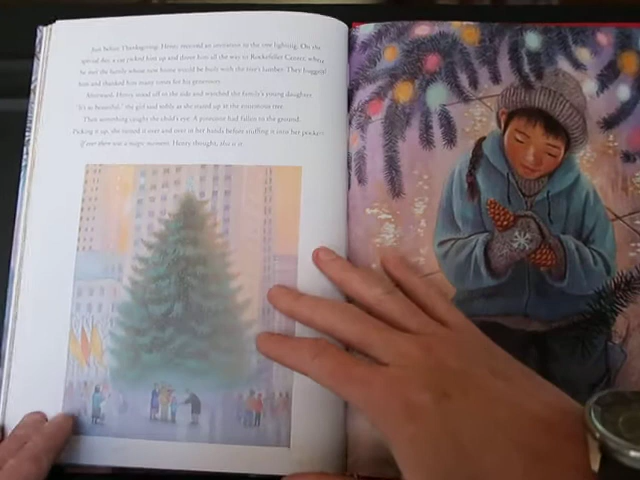 Just before Thanksgiving, Henry received an invitation to the tree lighting. On the
special day a car picked him up and drove him all the way to Rockefeller Center, where
he met the family whose new home would be built with the tree's lumber. They hugged
him and thanked him many times for his generosity.
Afterward, Henry stood off to the side and watched the family's young daughter.
"It's so beautiful," the girl said softly as she stared up at the enormous tree.
Then something caught the child's eye. A pinecone had fallen to the ground.
Picking it up, she turned it over and over in her hands before stuffing it into her pocket.
If ever there was a magic moment, Henry thought, this is it.